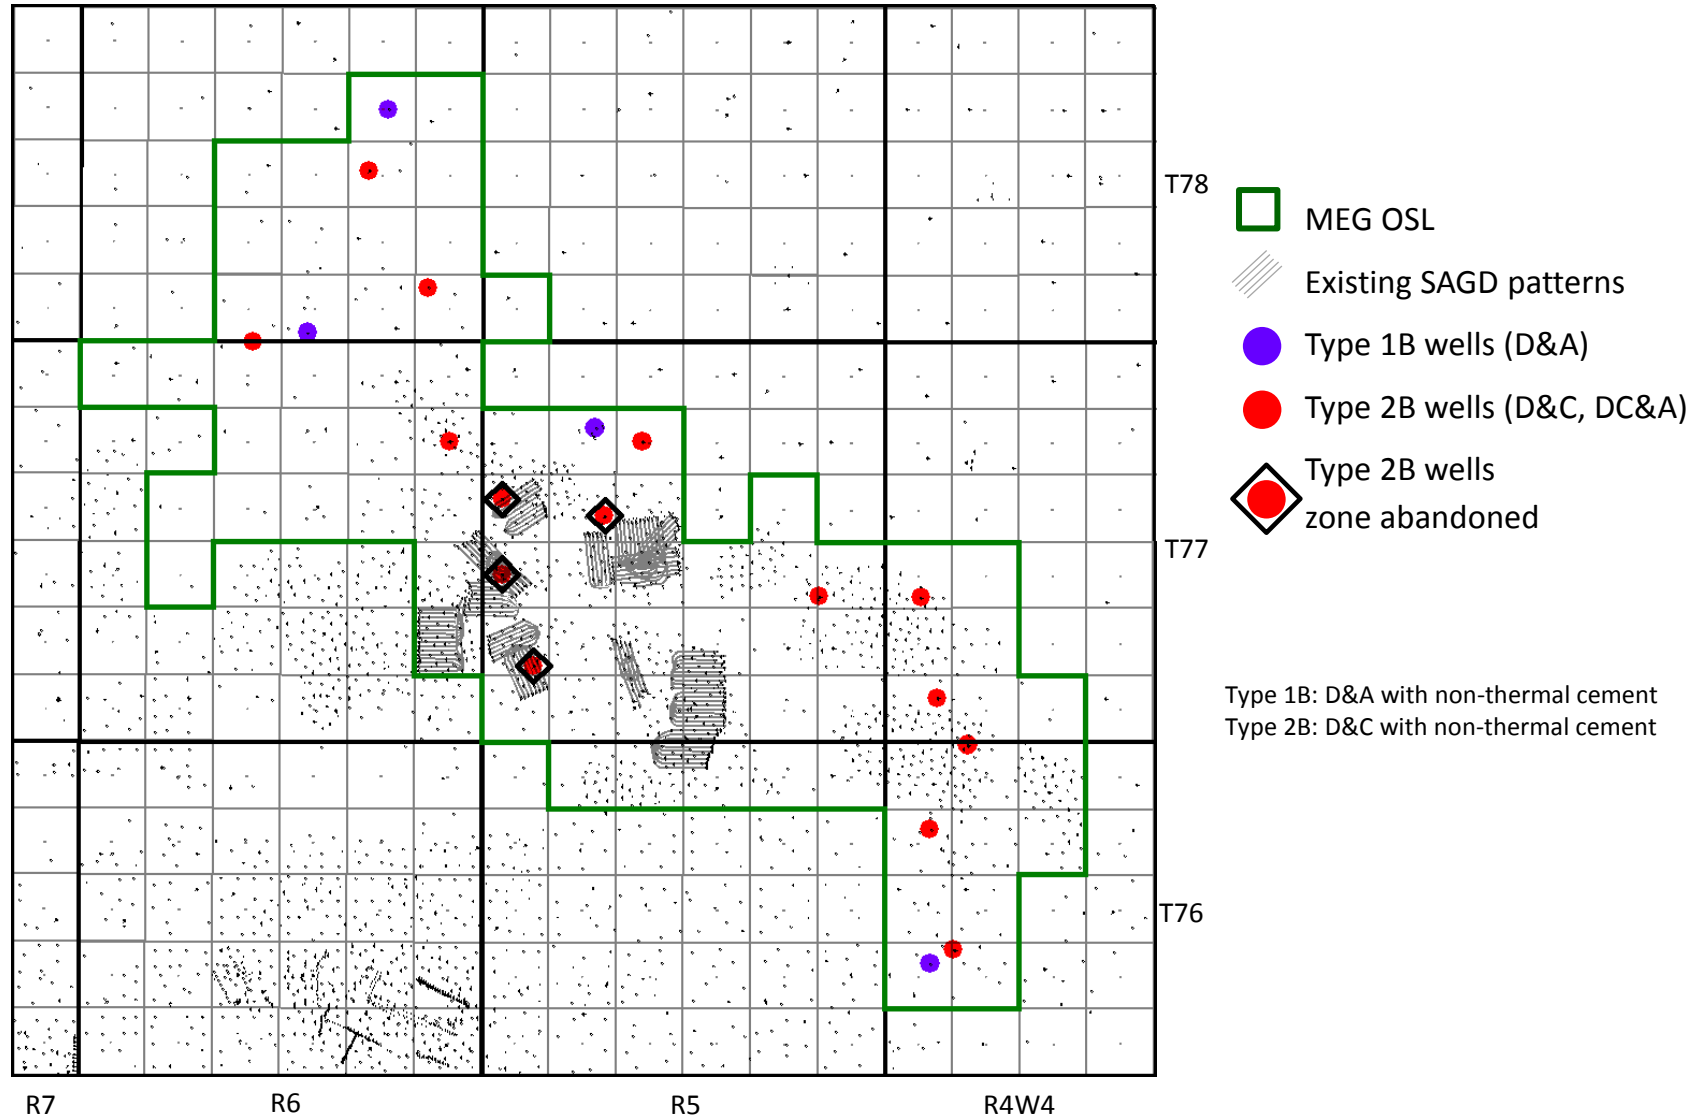 T78
MEG OSL
Existing SAGD patterns
Type 1B wells (D&A)
Type 2B wells (D&C, DC&A)
Type 2B wells
zone abandoned
T77
Type 1B: D&A with non-thermal cement
Type 2B: D&C with non-thermal cement
T76
R7
R6
R5
R4W4